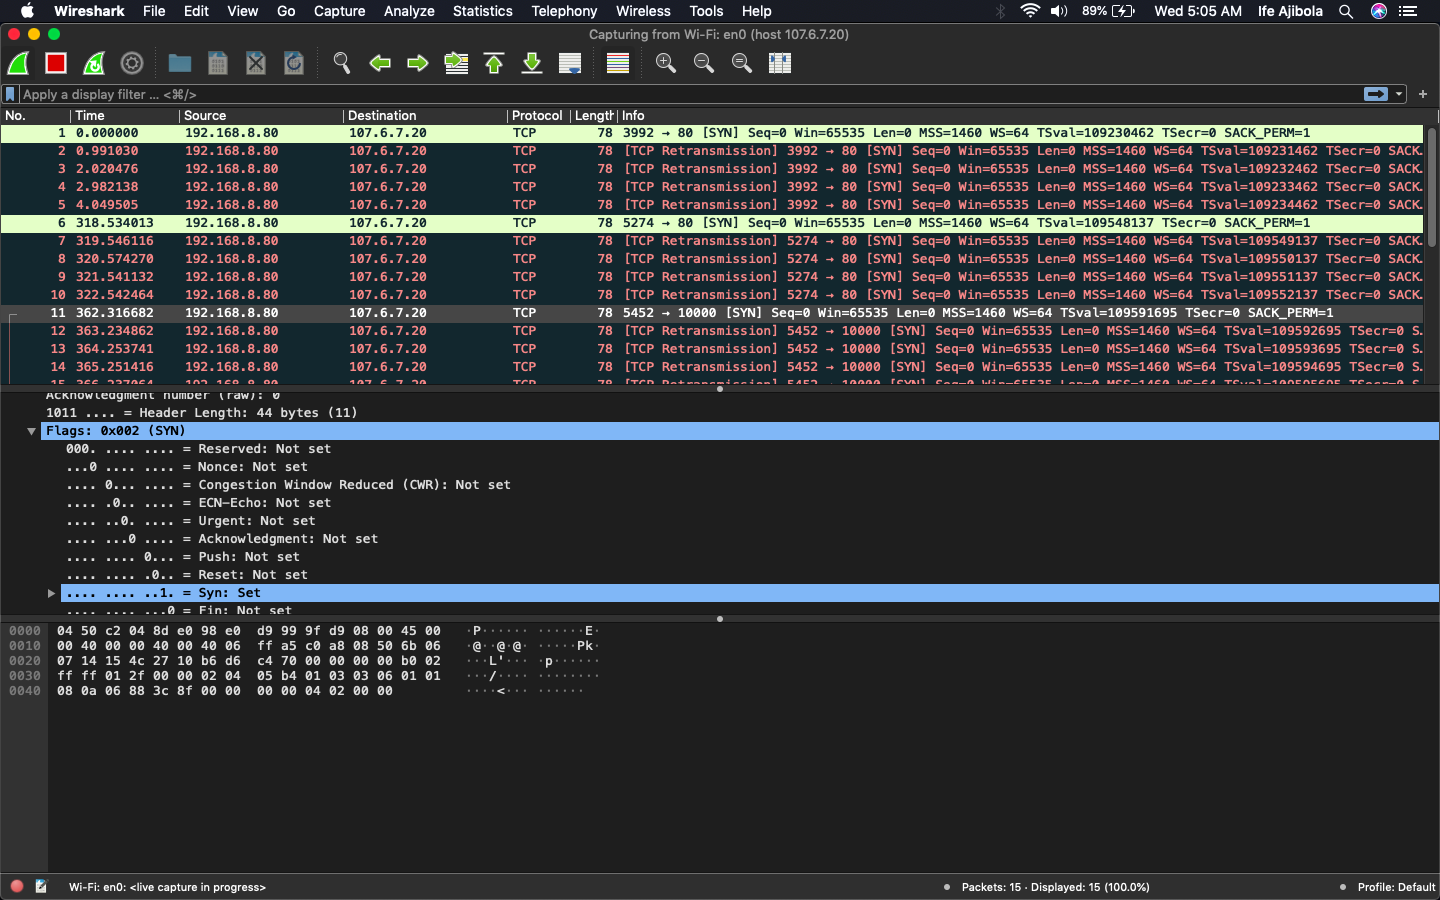 Wireshark File Edit View Go Capture Analyze Statistics Telephony Wireless Tools Help 89% Wed 5:05 AM Ife Ajibola
Capturing from Wi-Fi: en0 (host 107.6.7.20)
Apply a display filter ... <⌘/>
No. Time Source Destination Protocol Length Info
1 0.000000 192.168.8.80 107.6.7.20 TCP 78 3992 → 80 [SYN] Seq=0 Win=65535 Len=0 MSS=1460 WS=64 TSval=109230462 TSecr=0 SACK_PERM=1
2 0.991030 192.168.8.80 107.6.7.20 TCP 78 [TCP Retransmission] 3992 → 80 [SYN] Seq=0 Win=65535 Len=0 MSS=1460 WS=64 TSval=109231462 TSecr=0 SACK…
3 2.020476 192.168.8.80 107.6.7.20 TCP 78 [TCP Retransmission] 3992 → 80 [SYN] Seq=0 Win=65535 Len=0 MSS=1460 WS=64 TSval=109232462 TSecr=0 SACK…
4 2.982138 192.168.8.80 107.6.7.20 TCP 78 [TCP Retransmission] 3992 → 80 [SYN] Seq=0 Win=65535 Len=0 MSS=1460 WS=64 TSval=109233462 TSecr=0 SACK…
5 4.049505 192.168.8.80 107.6.7.20 TCP 78 [TCP Retransmission] 3992 → 80 [SYN] Seq=0 Win=65535 Len=0 MSS=1460 WS=64 TSval=109234462 TSecr=0 SACK…
6 318.534013 192.168.8.80 107.6.7.20 TCP 78 5274 → 80 [SYN] Seq=0 Win=65535 Len=0 MSS=1460 WS=64 TSval=109548137 TSecr=0 SACK_PERM=1
7 319.546116 192.168.8.80 107.6.7.20 TCP 78 [TCP Retransmission] 5274 → 80 [SYN] Seq=0 Win=65535 Len=0 MSS=1460 WS=64 TSval=109549137 TSecr=0 SACK…
8 320.574270 192.168.8.80 107.6.7.20 TCP 78 [TCP Retransmission] 5274 → 80 [SYN] Seq=0 Win=65535 Len=0 MSS=1460 WS=64 TSval=109550137 TSecr=0 SACK…
9 321.541132 192.168.8.80 107.6.7.20 TCP 78 [TCP Retransmission] 5274 → 80 [SYN] Seq=0 Win=65535 Len=0 MSS=1460 WS=64 TSval=109551137 TSecr=0 SACK…
10 322.542464 192.168.8.80 107.6.7.20 TCP 78 [TCP Retransmission] 5274 → 80 [SYN] Seq=0 Win=65535 Len=0 MSS=1460 WS=64 TSval=109552137 TSecr=0 SACK…
11 362.316682 192.168.8.80 107.6.7.20 TCP 78 5452 → 10000 [SYN] Seq=0 Win=65535 Len=0 MSS=1460 WS=64 TSval=109591695 TSecr=0 SACK_PERM=1
12 363.234862 192.168.8.80 107.6.7.20 TCP 78 [TCP Retransmission] 5452 → 10000 [SYN] Seq=0 Win=65535 Len=0 MSS=1460 WS=64 TSval=109592695 TSecr=0 S…
13 364.253741 192.168.8.80 107.6.7.20 TCP 78 [TCP Retransmission] 5452 → 10000 [SYN] Seq=0 Win=65535 Len=0 MSS=1460 WS=64 TSval=109593695 TSecr=0 S…
14 365.251416 192.168.8.80 107.6.7.20 TCP 78 [TCP Retransmission] 5452 → 10000 [SYN] Seq=0 Win=65535 Len=0 MSS=1460 WS=64 TSval=109594695 TSecr=0 S…
15 366.237064 192.168.8.80 107.6.7.20 TCP 78 [TCP Retransmission] 5452 → 10000 [SYN] Seq=0 Win=65535 Len=0 MSS=1460 WS=64 TSval=109595695 TSecr=0 S…
Acknowledgment number (raw): 0
1011 .... = Header Length: 44 bytes (11)
Flags: 0x002 (SYN)
000. .... .... = Reserved: Not set
...0 .... .... = Nonce: Not set
.... 0... .... = Congestion Window Reduced (CWR): Not set
.... .0.. .... = ECN-Echo: Not set
.... ..0. .... = Urgent: Not set
.... ...0 .... = Acknowledgment: Not set
.... .... 0... = Push: Not set
.... .... .0.. = Reset: Not set
.... .... ..1. = Syn: Set
.... .... ...0 = Fin: Not set
0000 04 50 c2 04 8d e0 98 e0 d9 99 9f d9 08 00 45 00 ·P······ ······E·
0010 00 40 00 00 40 00 40 06 ff a5 c0 a8 08 50 6b 06 ·@··@·@· ·····Pk·
0020 07 14 15 4c 27 10 b6 d6 c4 70 00 00 00 00 b0 02 ···L'··· ·p······
0030 ff ff 01 2f 00 00 02 04 05 b4 01 03 03 06 01 01 ···/···· ········
0040 08 0a 06 88 3c 8f 00 00 00 00 04 02 00 00 ····<··· ······
Wi-Fi: en0: <live capture in progress> Packets: 15 · Displayed: 15 (100.0%) Profile: Default